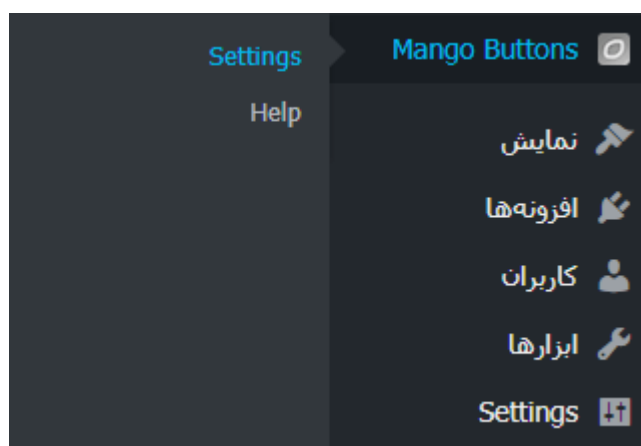 Mango Buttons
Settings
Help
نمایش
افزونه‌ها
کاربران
ابزارها
Settings